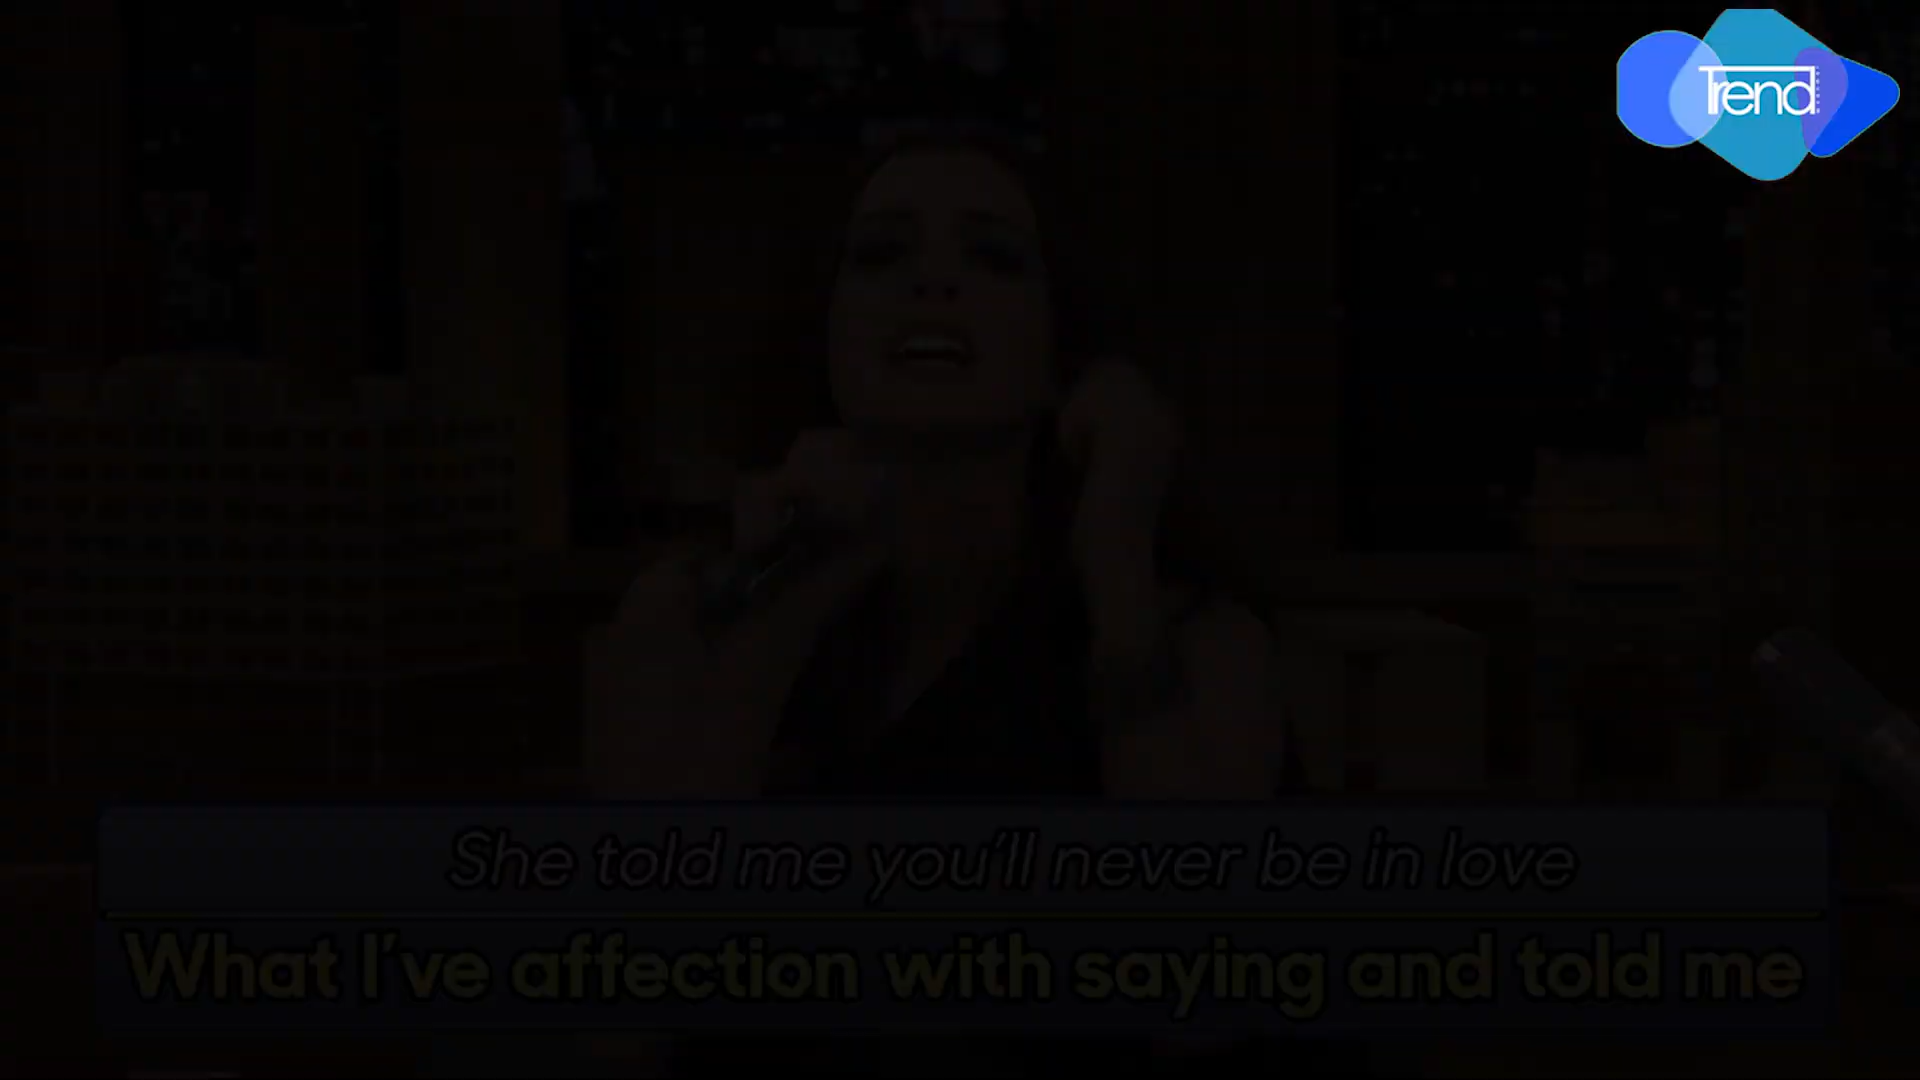 Trend
She told me you'll never be in love
What I've affection with saying and told me